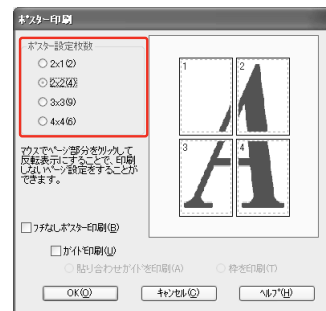 ポスター印刷
ポスター設定枚数
2x1(2)
2x2(4)
3x3(9)
4x4(6)
マウスでページ部分をクリックして
反転表示にすることで、印刷
しないページ設定をすることが
できます。
フチなしポスター印刷(B)
ガイド印刷(U)
貼り合わせガイドを印刷(A)
枠を印刷(T)
OK(O)
キャンセル(C)
ヘルプ(H)
1
2
3
4